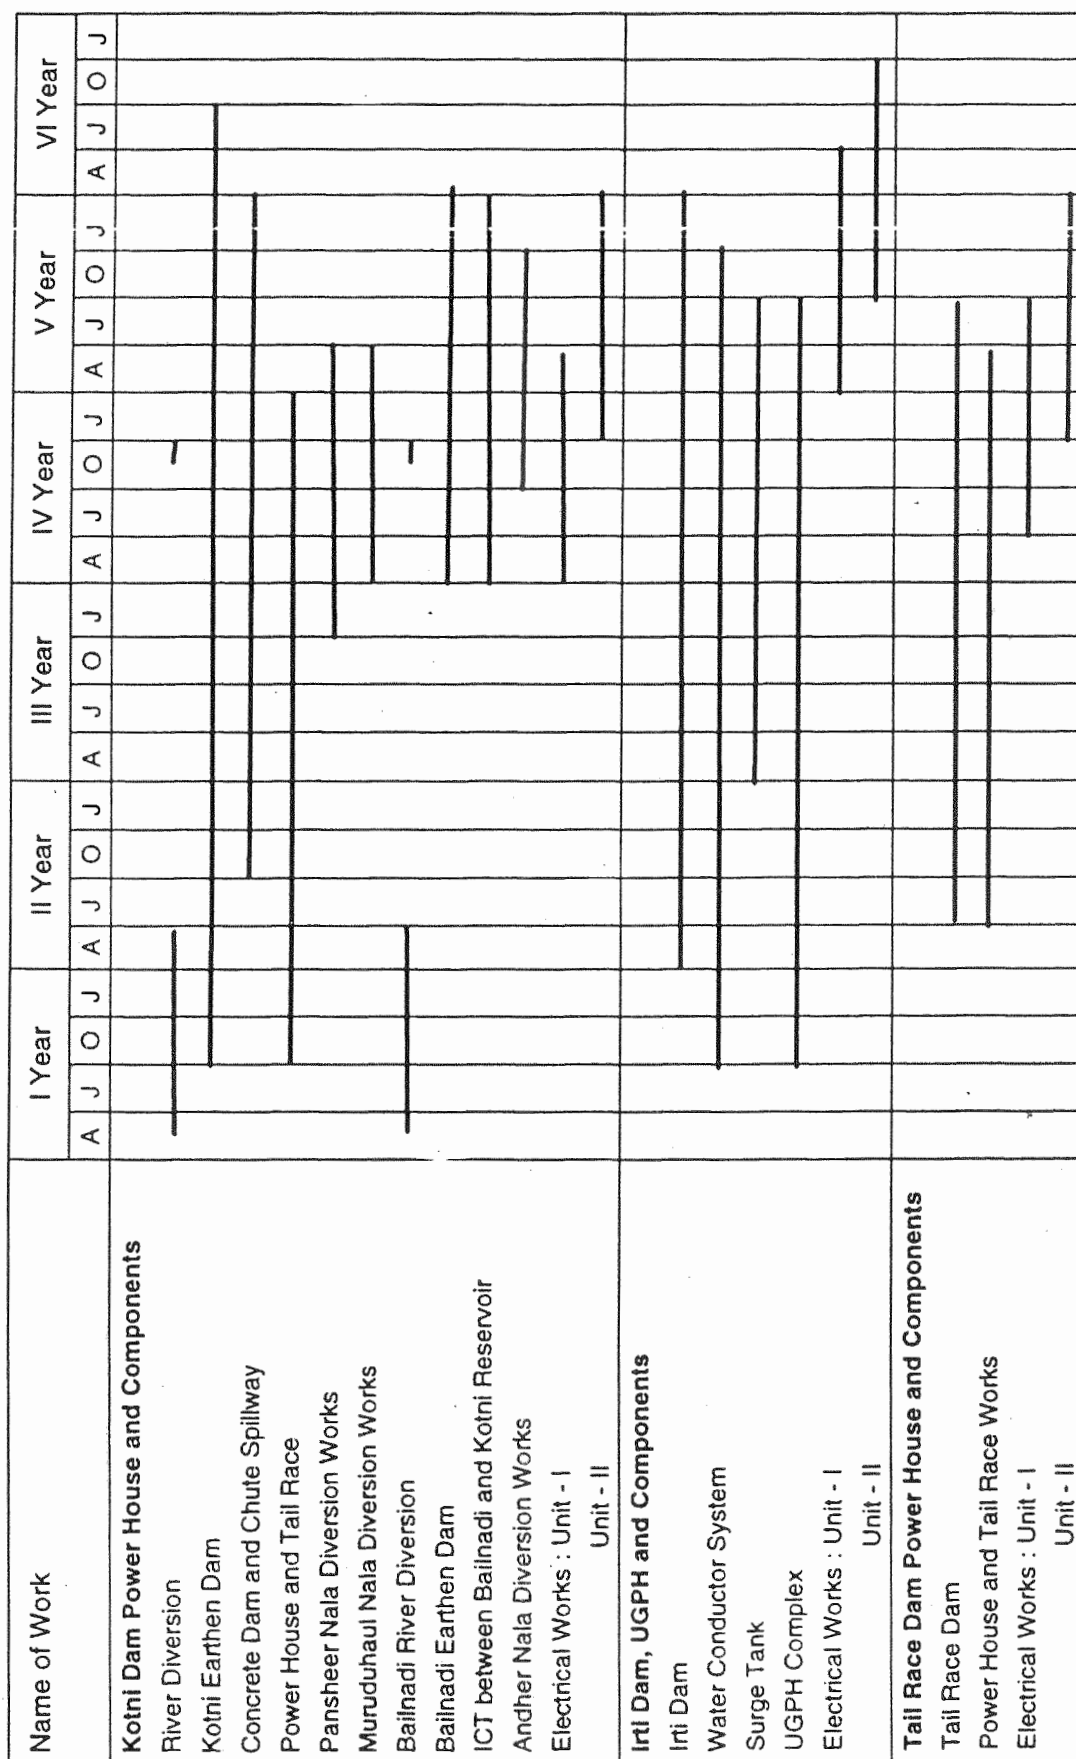 Name of Work
I Year II Year III Year IV Year V Year VI Year
A J O J A J O J A J O J A J O J A J O J A J O J
Kotni Dam Power House and Components
River Diversion
Kotni Earthen Dam
Concrete Dam and Chute Spillway
Power House and Tail Race
Pansheer Nala Diversion Works
Muruduhaul Nala Diversion Works
Bailnadi River Diversion
Bailnadi Earthen Dam
ICT between Bailnadi and Kotni Reservoir
Andher Nala Diversion Works
Electrical Works : Unit - I
Unit - II
Irti Dam, UGPH and Components
Irti Dam
Water Conductor System
Surge Tank
UGPH Complex
Electrical Works : Unit - I
Unit - II
Tail Race Dam Power House and Components
Tail Race Dam
Power House and Tail Race Works
Electrical Works : Unit - I
Unit - II